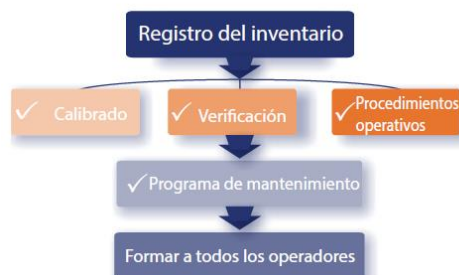 Registro del inventario
✓ Calibrado
✓ Verificación
✓ Procedimientos
operativos
✓ Programa de mantenimiento
Formar a todos los operadores